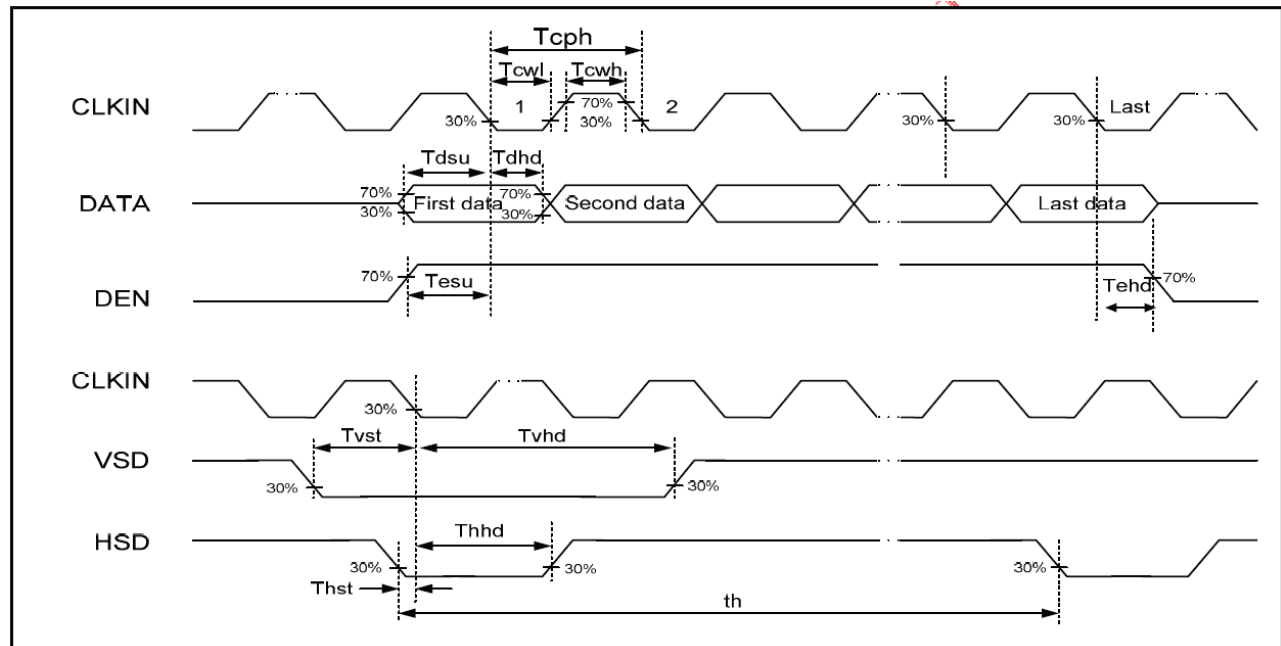 Tcph
Tcwl Tcwh
CLKIN 30% 1 70% 30% 2 30% 30% Last
Tdsu Tdhd
DATA 70% 30% First data 70% 30% Second data Last data
DEN 70% Tesu Tehd 70%
CLKIN 30%
Tvst Tvhd
VSD 30% 30%
Thhd
HSD 30% 30% 30%
Thst
th